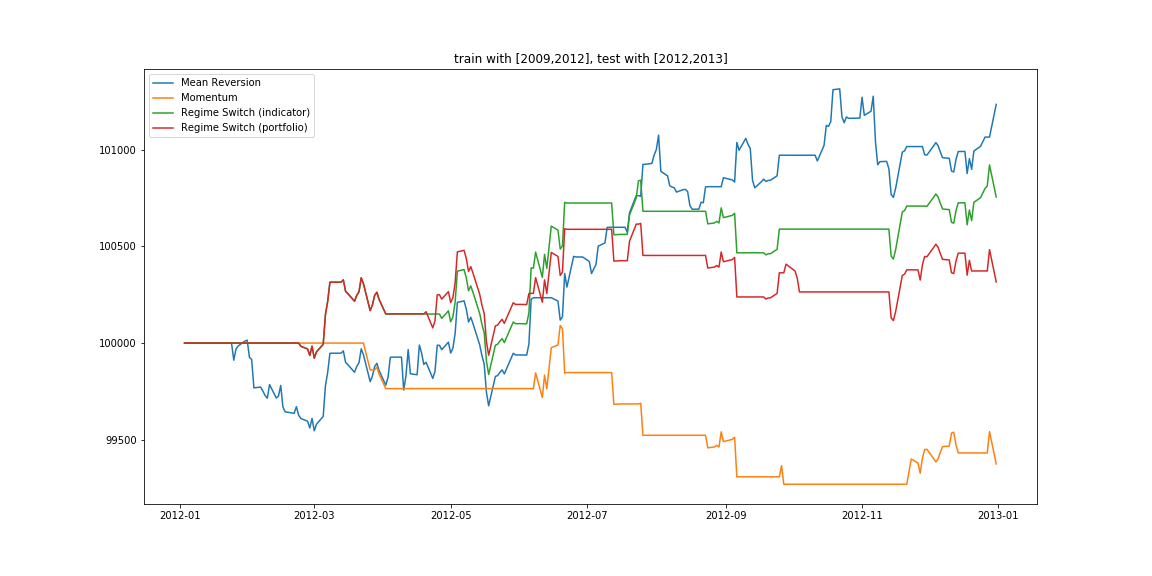 train with [2009,2012], test with [2012,2013]
Mean Reversion
Momentum
Regime Switch (indicator)
Regime Switch (portfolio)
101000
100500
100000
99500
2012-01
2012-03
2012-05
2012-07
2012-09
2012-11
2013-01